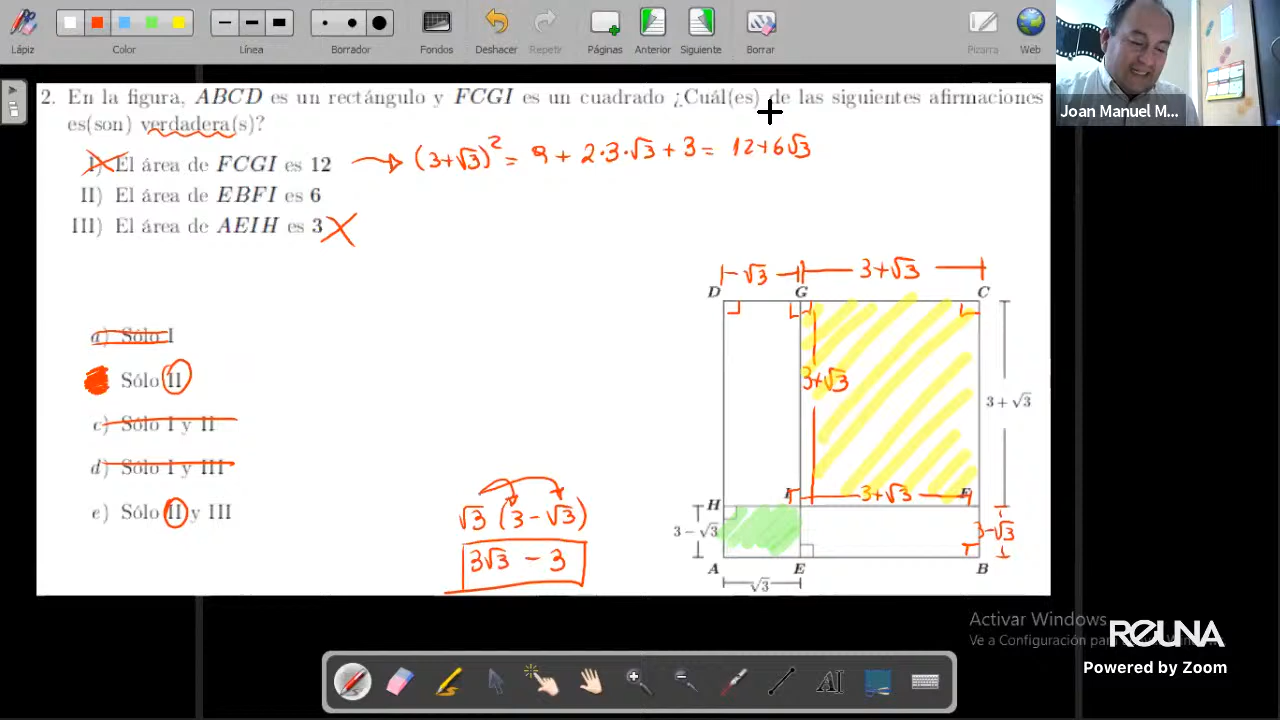 Lápiz Color Línea Borrador Fondos Deshacer Repetir Páginas Anterior Siguiente Borrar Pizarra Web
Joan Manuel M...
2. En la figura, ABCD es un rectángulo y FCGI es un cuadrado ¿Cuál(es) de las siguientes afirmaciones
es(son) verdadera(s)?
I) El área de FCGI es 12 → (3+√3)² = 9 + 2·3·√3 + 3 = 12+6√3
II) El área de EBFI es 6
III) El área de AEIH es 3 X
√3 3+√3
D G C
a) Sólo I
Sólo II
3+√3
3 + √3
c) Sólo I y II
d) Sólo I y III
I 3+√3 F
e) Sólo II y III
H
√3 (3-√3)
3 − √3
3-√3
3√3 - 3
A E B
√3
Activar Windows
Ve a Configuración par
REUNA
Powered by Zoom